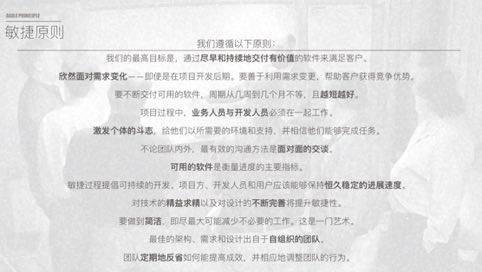 AGILE PRINCIPLE
敏捷原则
我们遵循以下原则:
我们的最高目标是，通过尽早和持续地交付有价值的软件来满足客户。
欣然面对需求变化——即使是在项目开发后期。要善于利用需求变更，帮助客户获得竞争优势。
要不断交付可用的软件，周期从几周到几个月不等，且越短越好。
项目过程中，业务人员与开发人员必须在一起工作。
激发个体的斗志，给他们以所需要的环境和支持，并相信他们能够完成任务。
不论团队内外，最有效的沟通方法是面对面的交谈。
可用的软件是衡量进度的主要指标。
敏捷过程提倡可持续的开发。项目方、开发人员和用户应该能够保持恒久稳定的进展速度。
对技术的精益求精以及对设计的不断完善将提升敏捷性。
要做到简洁，即尽最大可能减少不必要的工作。这是一门艺术。
最佳的架构、需求和设计出自于自组织的团队。
团队定期地反省如何能提高成效，并相应地调整团队的行为。